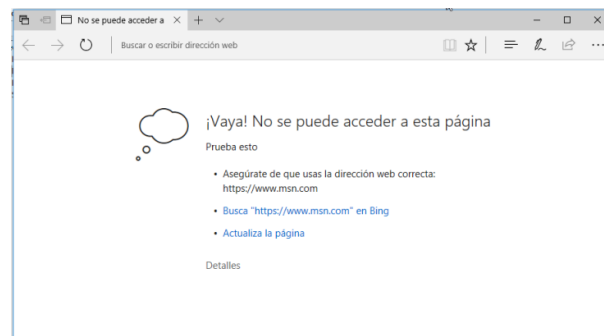 No se puede acceder a
Buscar o escribir dirección web
¡Vaya! No se puede acceder a esta página
Prueba esto
• Asegúrate de que usas la dirección web correcta:
https://www.msn.com
• Busca "https://www.msn.com" en Bing
• Actualiza la página
Detalles